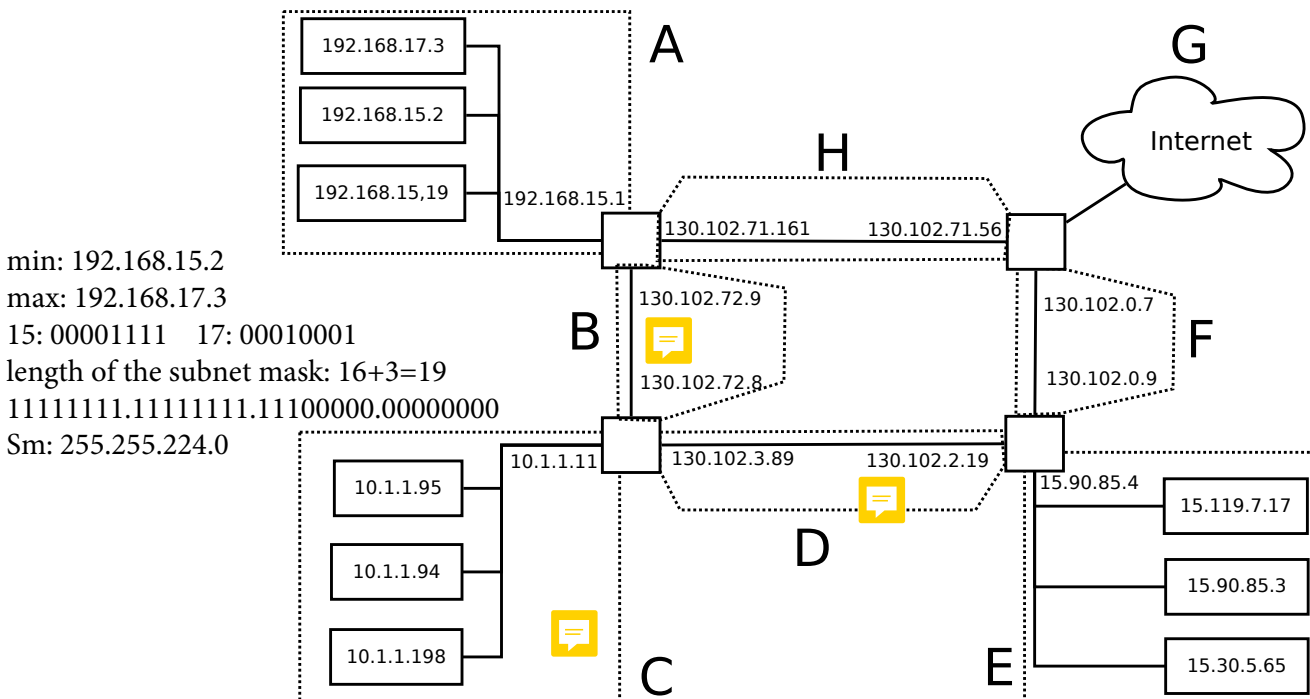 192.168.17.3
192.168.15.2
192.168.15,19
192.168.15.1
A
H
G
Internet
130.102.71.161
130.102.71.56
min: 192.168.15.2
max: 192.168.17.3
15: 00001111 17: 00010001
length of the subnet mask: 16+3=19
11111111.11111111.11100000.00000000
Sm: 255.255.224.0
B
130.102.72.9
130.102.72.8
130.102.0.7
130.102.0.9
F
10.1.1.11
130.102.3.89
130.102.2.19
15.90.85.4
10.1.1.95
10.1.1.94
10.1.1.198
C
D
E
15.119.7.17
15.90.85.3
15.30.5.65